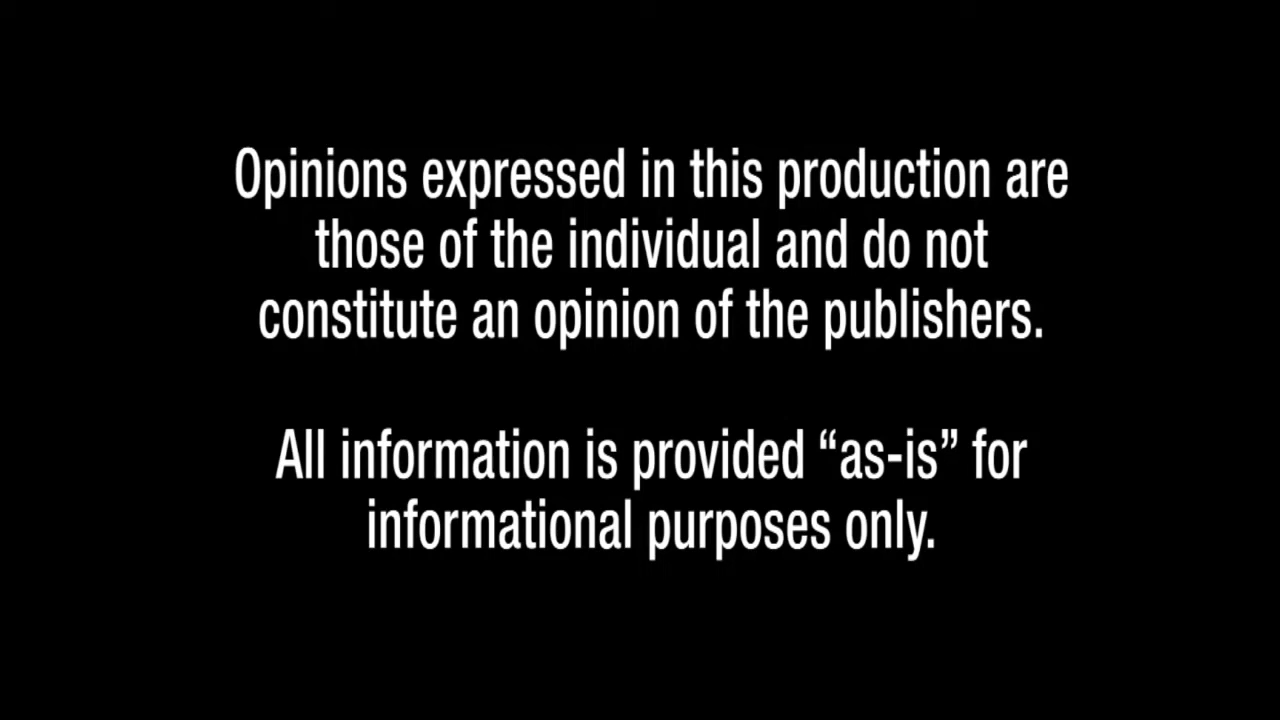 Opinions expressed in this production are
those of the individual and do not
constitute an opinion of the publishers.
All information is provided “as-is” for
informational purposes only.